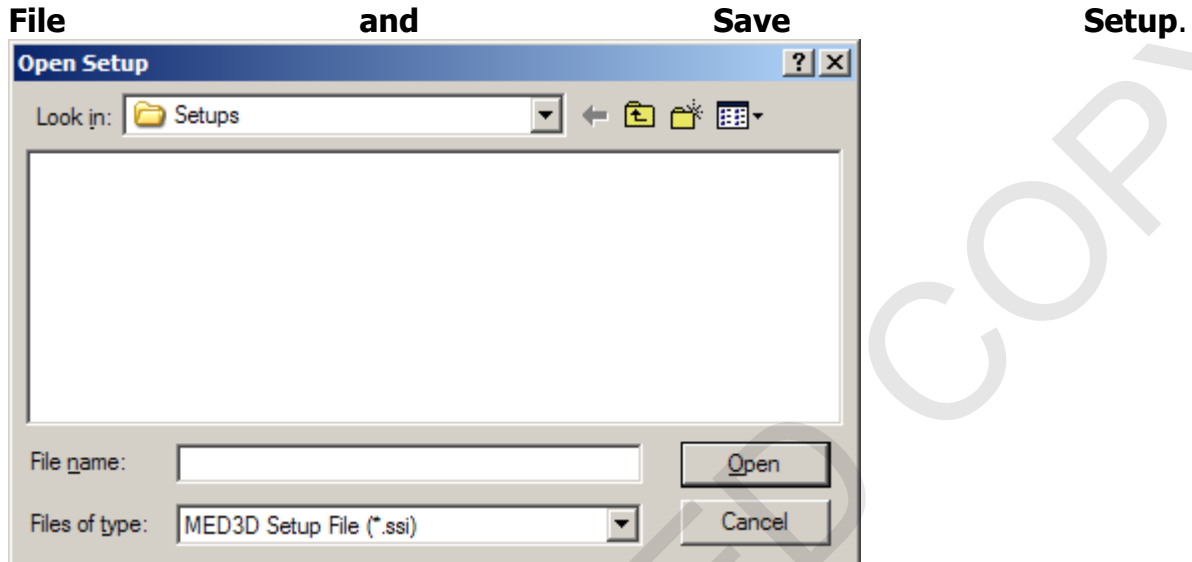 File and Save Setup.
Open Setup
Look in: Setups
File name:
Open
Files of type: MED3D Setup File (*.ssi)
Cancel
COPY